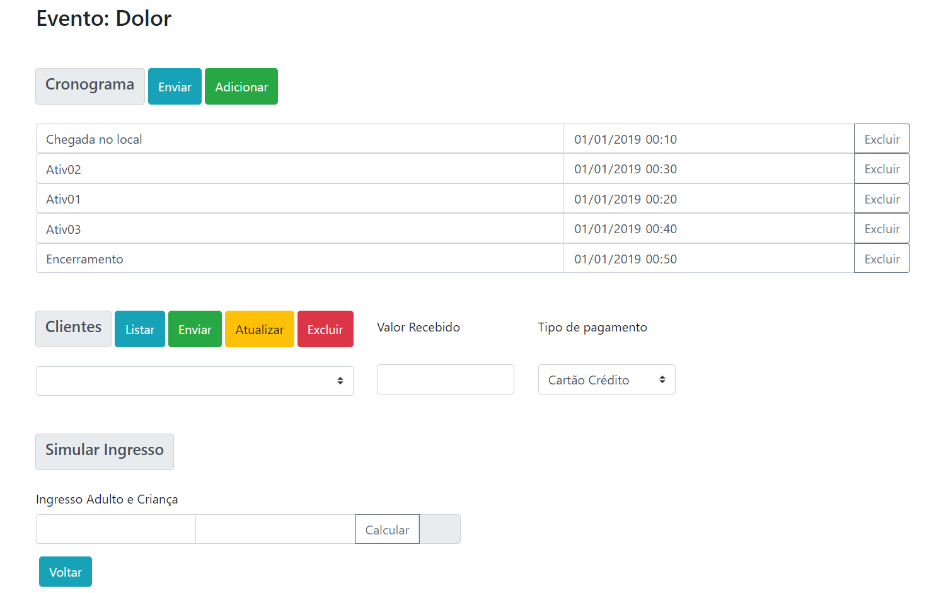 Evento: Dolor
Cronograma Enviar Adicionar
Chegada no local 01/01/2019 00:10 Excluir
Ativ02 01/01/2019 00:30 Excluir
Ativ01 01/01/2019 00:20 Excluir
Ativ03 01/01/2019 00:40 Excluir
Encerramento 01/01/2019 00:50 Excluir
Clientes Listar Enviar Atualizar Excluir Valor Recebido Tipo de pagamento
Cartão Crédito
Simular Ingresso
Ingresso Adulto e Criança
Calcular
Voltar